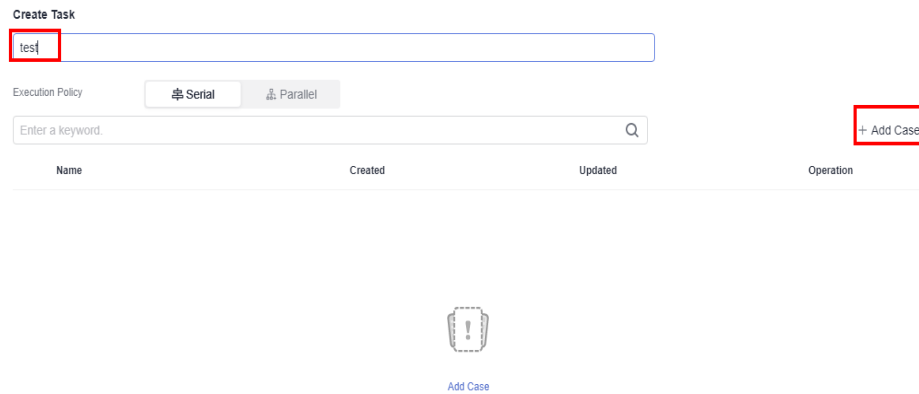 Create Task
test
Execution Policy Serial Parallel
Enter a keyword. + Add Case
Name Created Updated Operation
!
Add Case